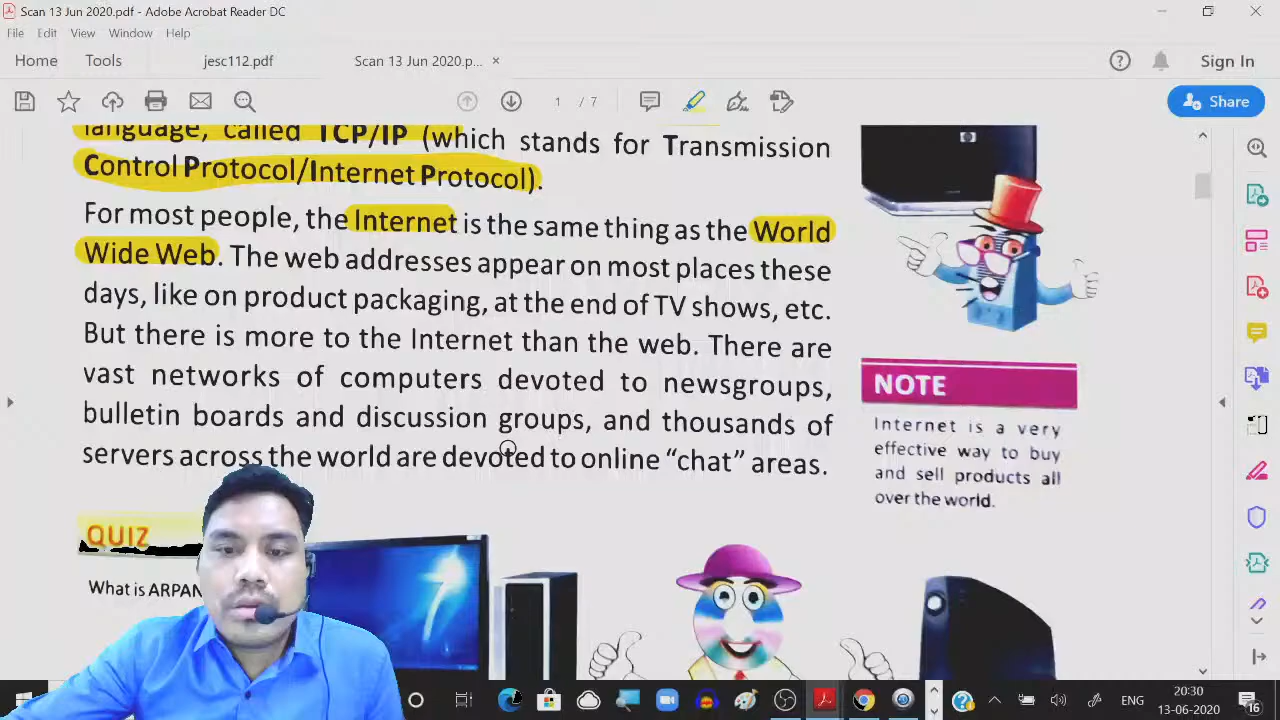 Scan 13 Jun 2020.pdf - Adobe Acrobat Reader DC
File Edit View Window Help
Home Tools jesc112.pdf Scan 13 Jun 2020.p... × Sign In
1 / 7 Share
language, called TCP/IP (which stands for Transmission
Control Protocol/Internet Protocol).
For most people, the Internet is the same thing as the World
Wide Web. The web addresses appear on most places these
days, like on product packaging, at the end of TV shows, etc.
But there is more to the Internet than the web. There are
vast networks of computers devoted to newsgroups,
bulletin boards and discussion groups, and thousands of
servers across the world are devoted to online “chat” areas.
NOTE
Internet is a very
effective way to buy
and sell products all
over the world.
QUIZ
What is ARPAN
hp
ENG
20:30
13-06-2020
16